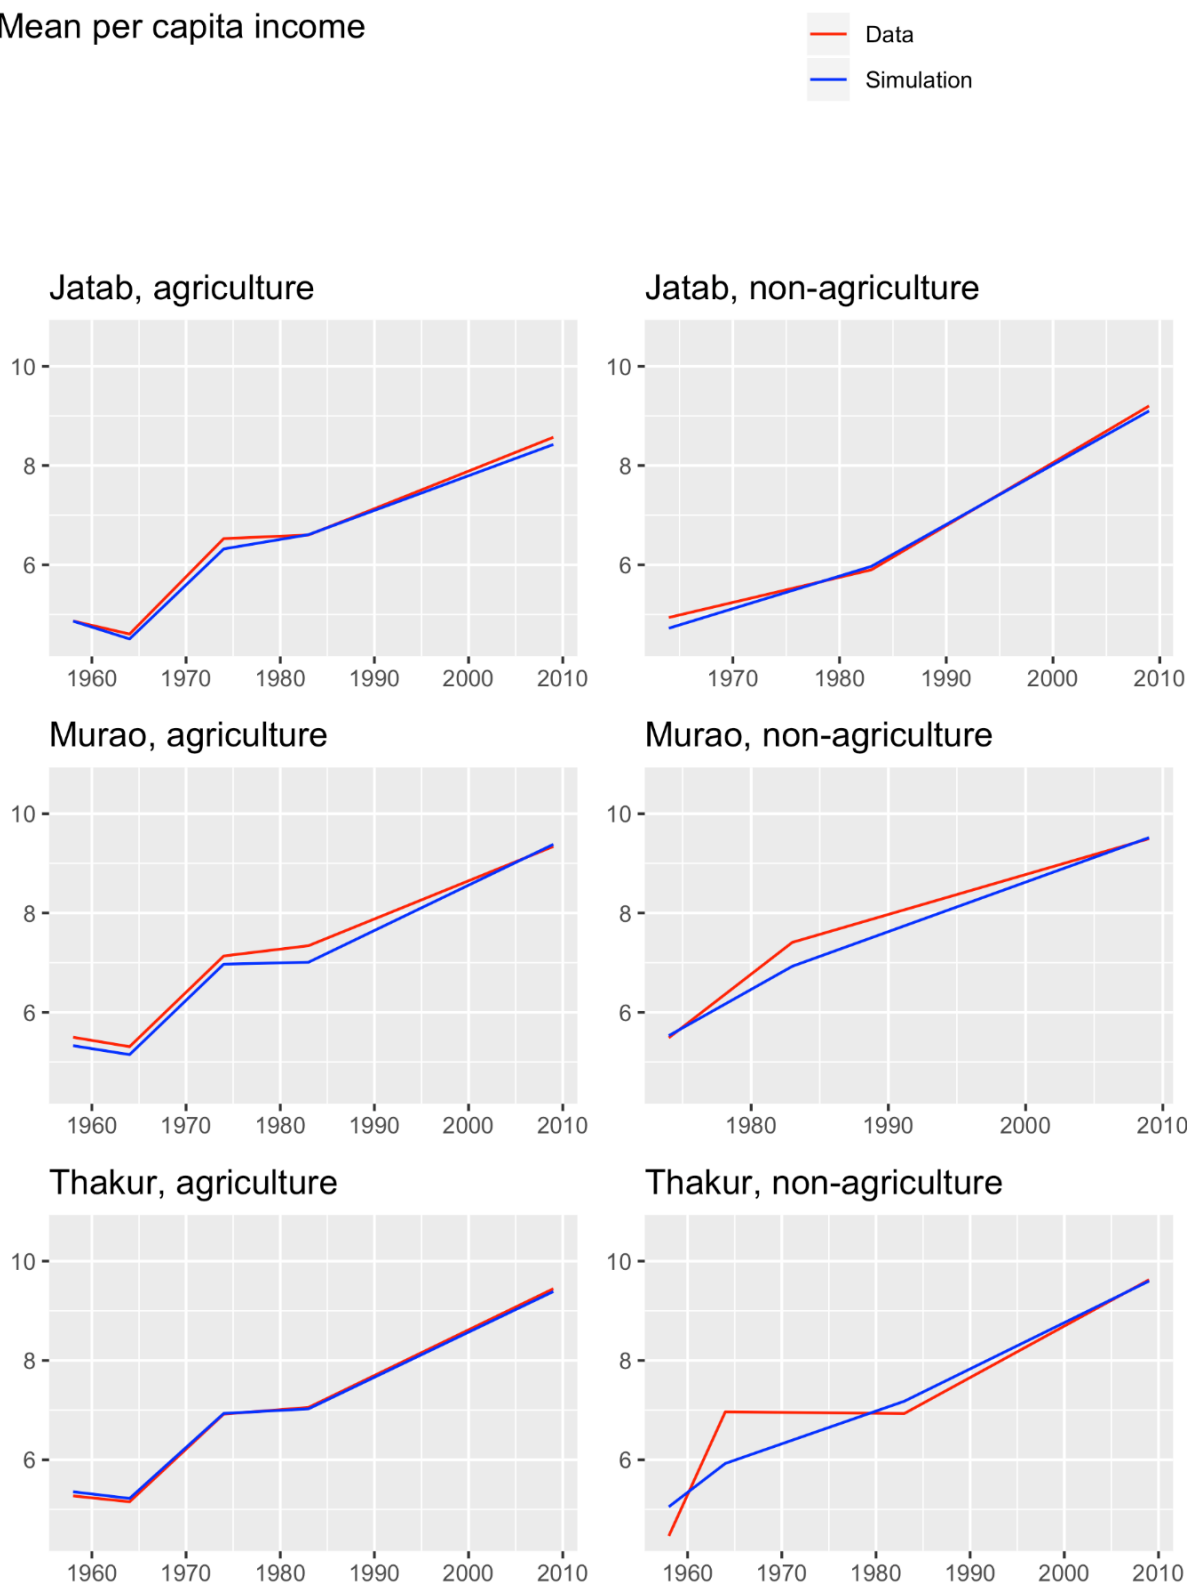 Mean per capita income
Data
Simulation
Jatab, agriculture
10
8
6
1960 1970 1980 1990 2000 2010
Jatab, non-agriculture
10
8
6
1970 1980 1990 2000 2010
Murao, agriculture
10
8
6
1960 1970 1980 1990 2000 2010
Murao, non-agriculture
10
8
6
1980 1990 2000 2010
Thakur, agriculture
10
8
6
1960 1970 1980 1990 2000 2010
Thakur, non-agriculture
10
8
6
1960 1970 1980 1990 2000 2010